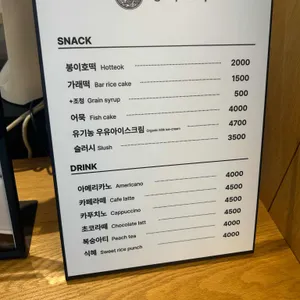 SNACK
붕이호떡 Hotteok 2000
가래떡 Bar rice cake 1500
+조청 Grain syrup 500
어묵 Fish cake 4000
유기농 우유아이스크림 Organic milk ice cream 4700
슬러시 Slush 3500
DRINK
아메리카노 Americano 4000
카페라떼 Cafe latte 4500
카푸치노 Cappuccino 4500
초코라떼 Chocolate latt 4500
복숭아티 Peach tea 4000
식혜 Sweet rice punch 4000